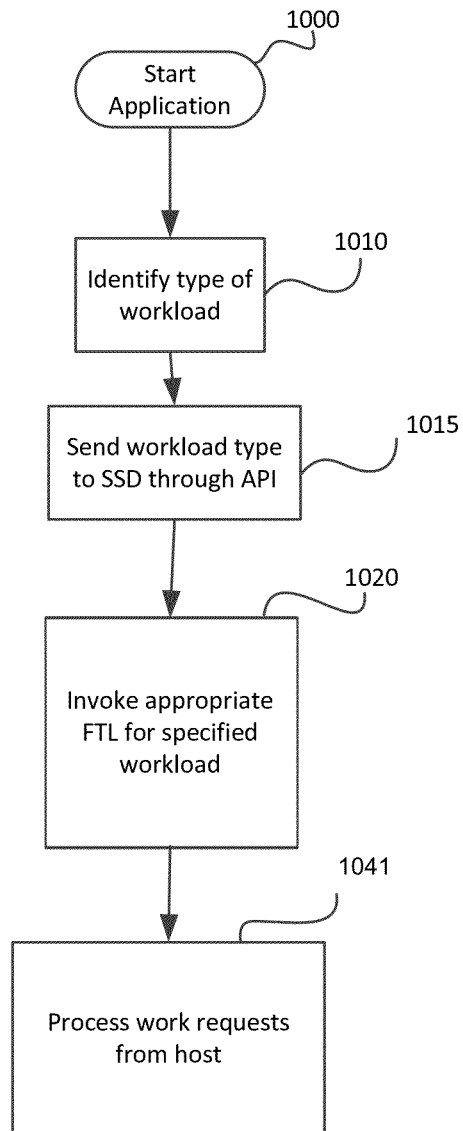 1000
Start
Application
1010
Identify type of
workload
1015
Send workload type
to SSD through API
1020
Invoke appropriate
FTL for specified
workload
1041
Process work requests
from host